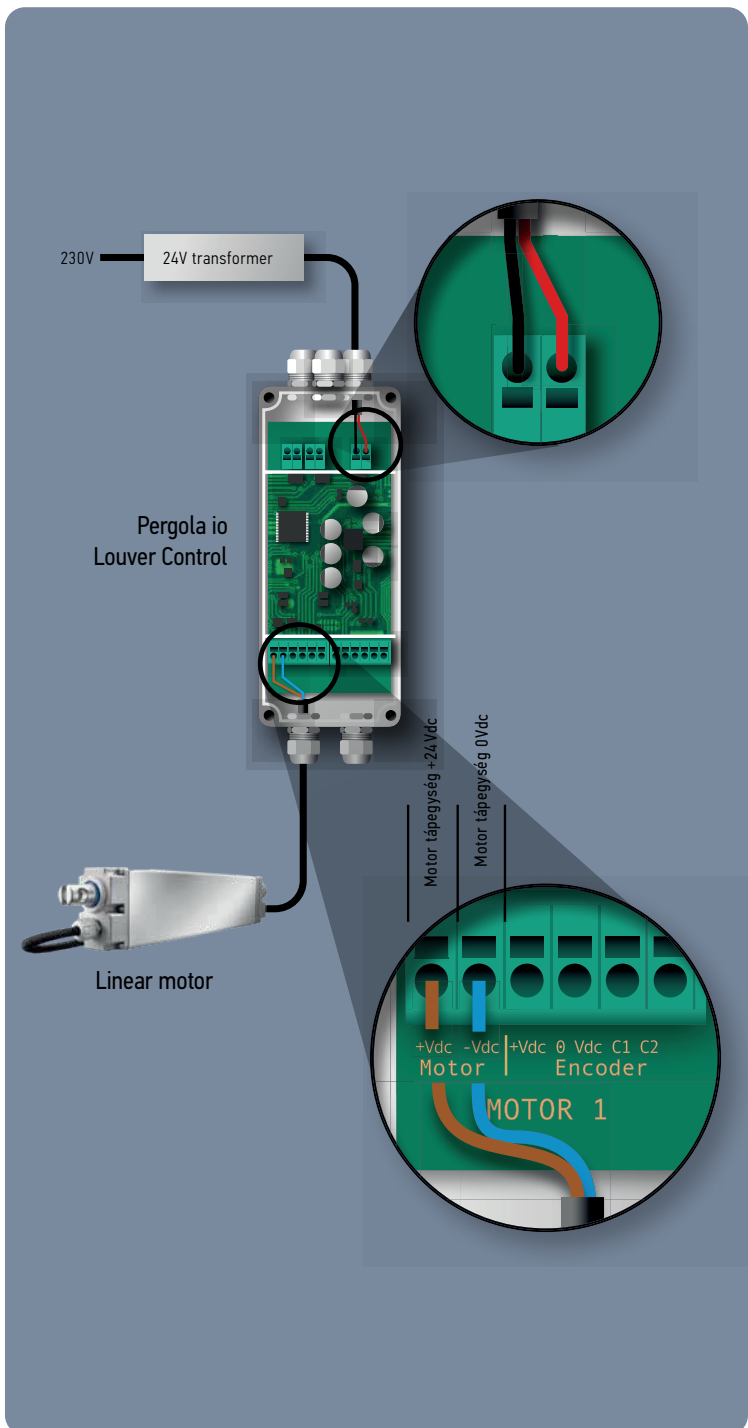 230V
24V transformer
Pergola io
Louver Control
Motor tápegység +24Vdc
Motor tápegység 0Vdc
Linear motor
+Vdc -Vdc +Vdc 0 Vdc C1 C2
Motor Encoder
MOTOR 1